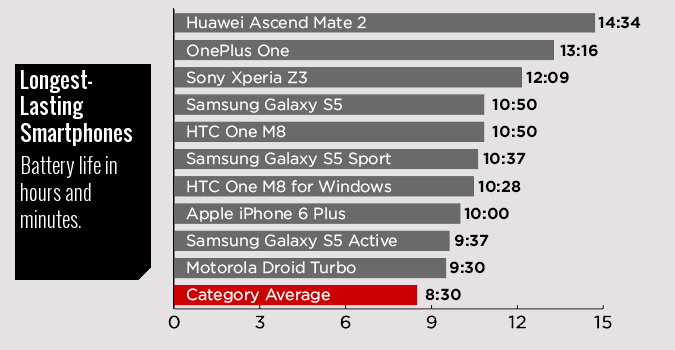 Longest-
Lasting
Smartphones
Battery life in
hours and
minutes.
Huawei Ascend Mate 2 14:34
OnePlus One 13:16
Sony Xperia Z3 12:09
Samsung Galaxy S5 10:50
HTC One M8 10:50
Samsung Galaxy S5 Sport 10:37
HTC One M8 for Windows 10:28
Apple iPhone 6 Plus 10:00
Samsung Galaxy S5 Active 9:37
Motorola Droid Turbo 9:30
Category Average 8:30
0 3 6 9 12 15